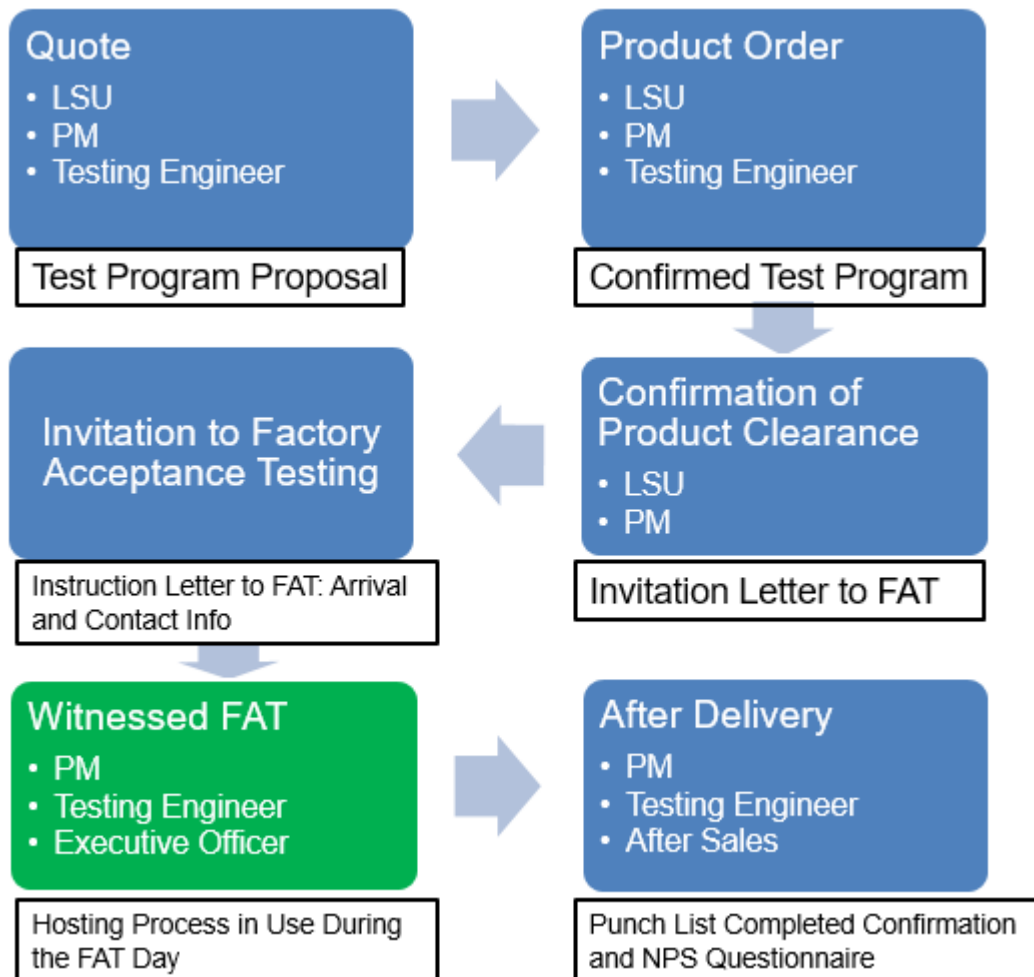 Quote
• LSU
• PM
• Testing Engineer
Test Program Proposal
Product Order
• LSU
• PM
• Testing Engineer
Confirmed Test Program
Confirmation of
Product Clearance
• LSU
• PM
Invitation Letter to FAT
Invitation to Factory
Acceptance Testing
Instruction Letter to FAT: Arrival
and Contact Info
Witnessed FAT
• PM
• Testing Engineer
• Executive Officer
Hosting Process in Use During
the FAT Day
After Delivery
• PM
• Testing Engineer
• After Sales
Punch List Completed Confirmation
and NPS Questionnaire